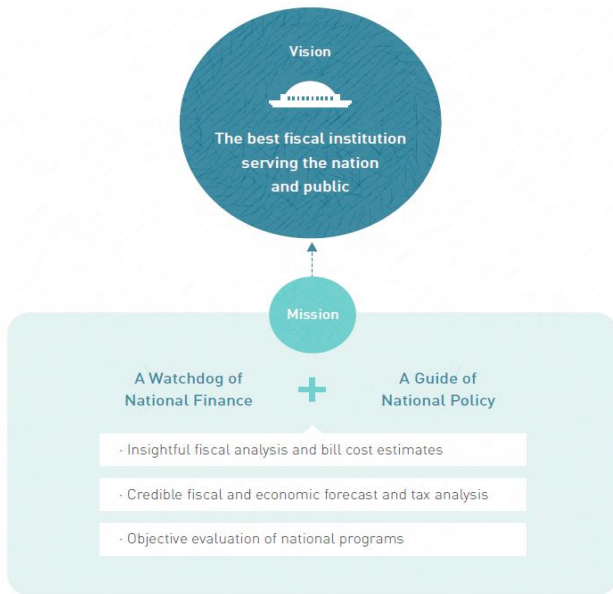 Vision
The best fiscal institution
serving the nation
and public
Mission
A Watchdog of
National Finance
+
A Guide of
National Policy
· Insightful fiscal analysis and bill cost estimates
· Credible fiscal and economic forecast and tax analysis
· Objective evaluation of national programs